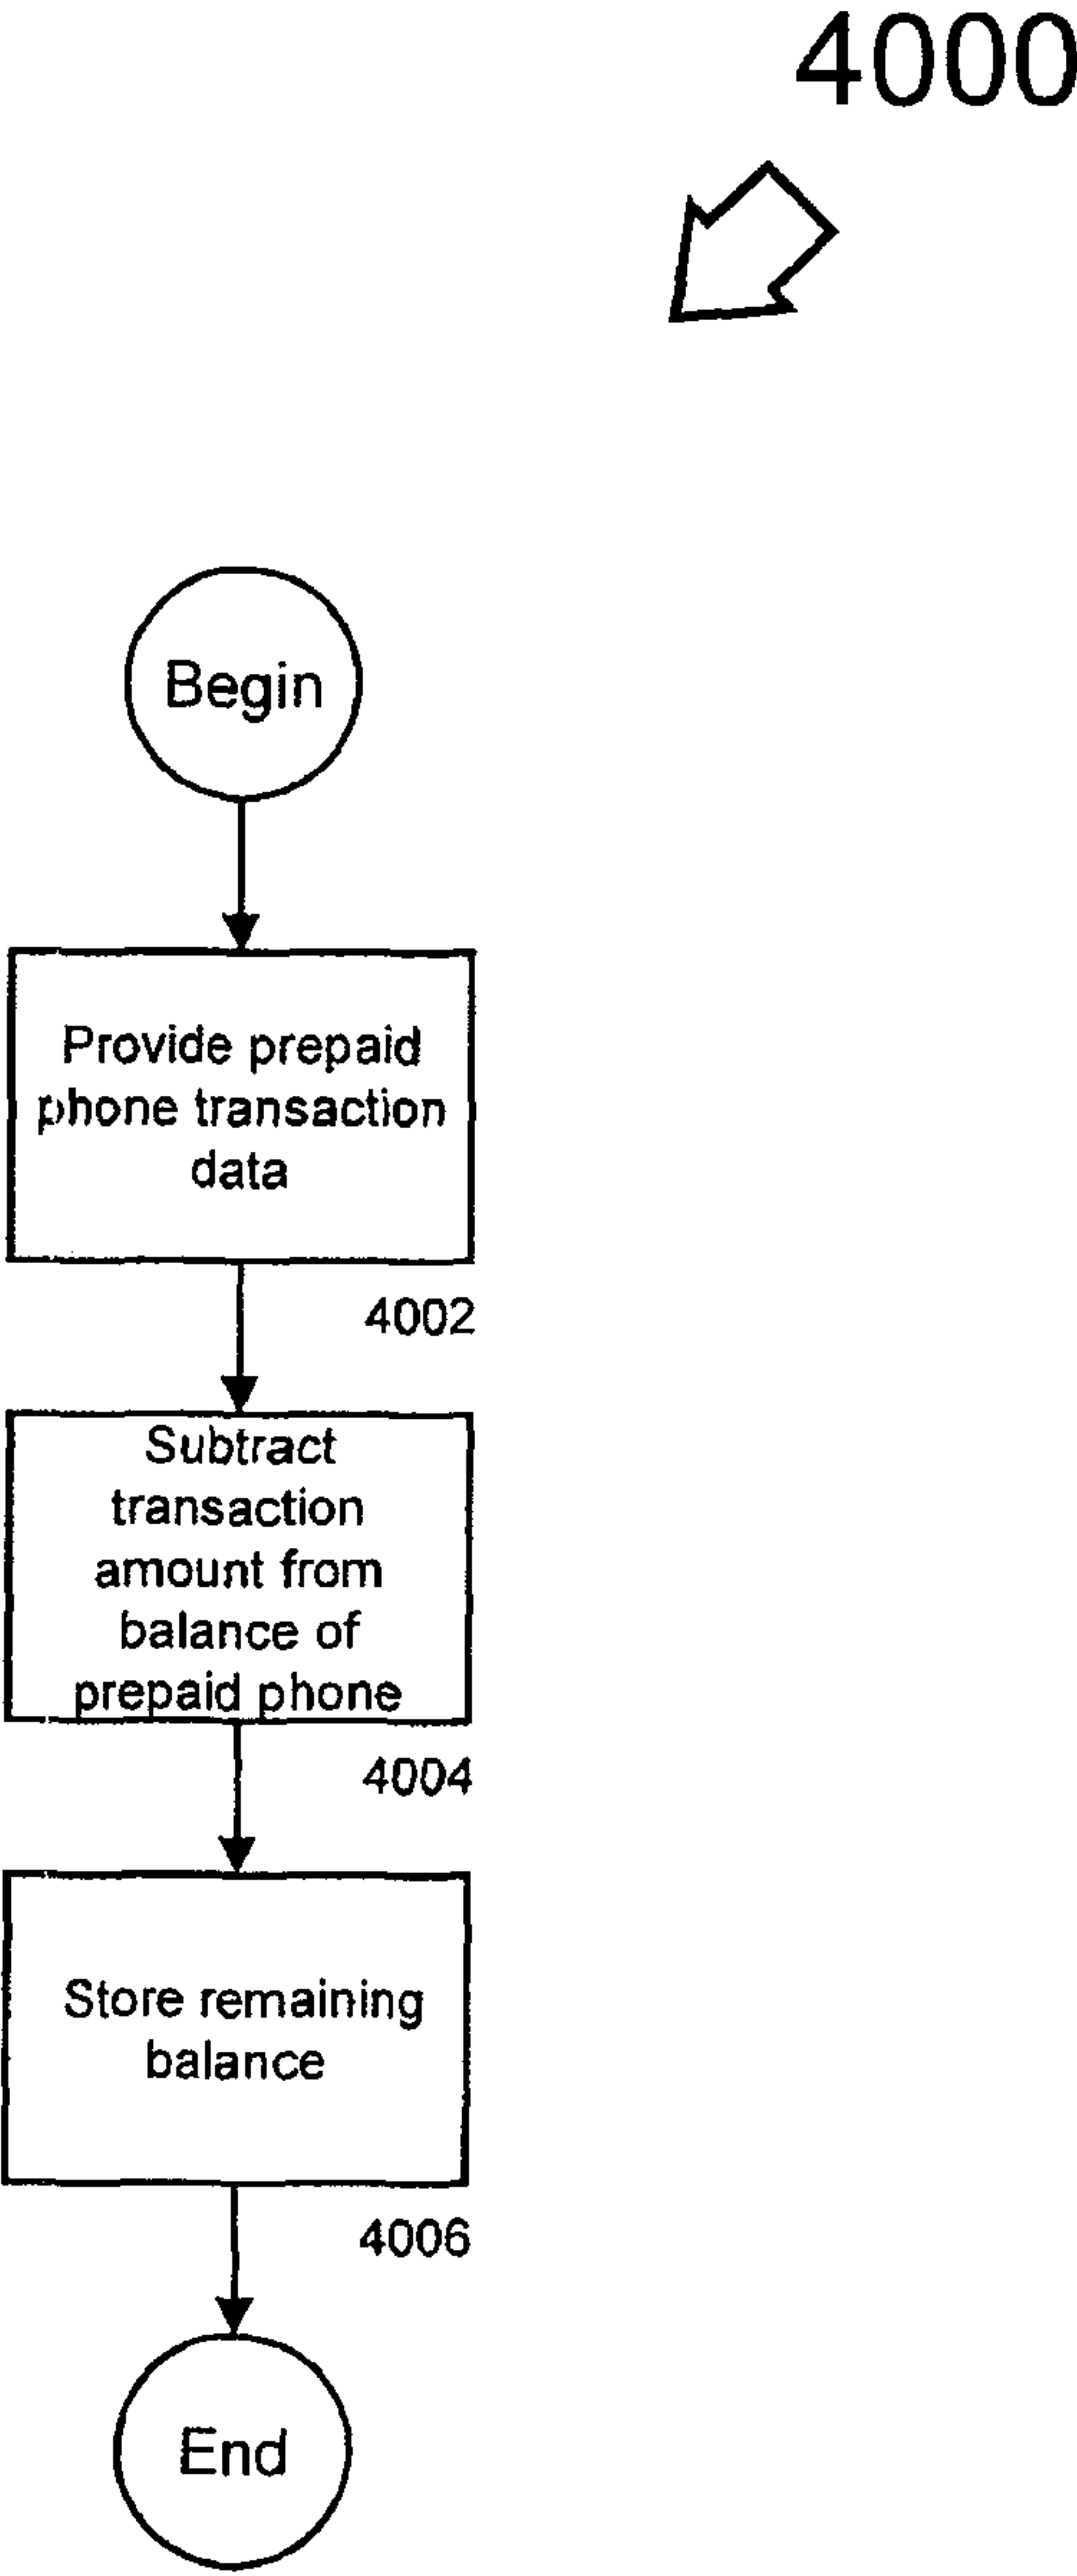 4000
Begin
Provide prepaid
phone transaction
data
4002
Subtract
transaction
amount from
balance of
prepaid phone
4004
Store remaining
balance
4006
End